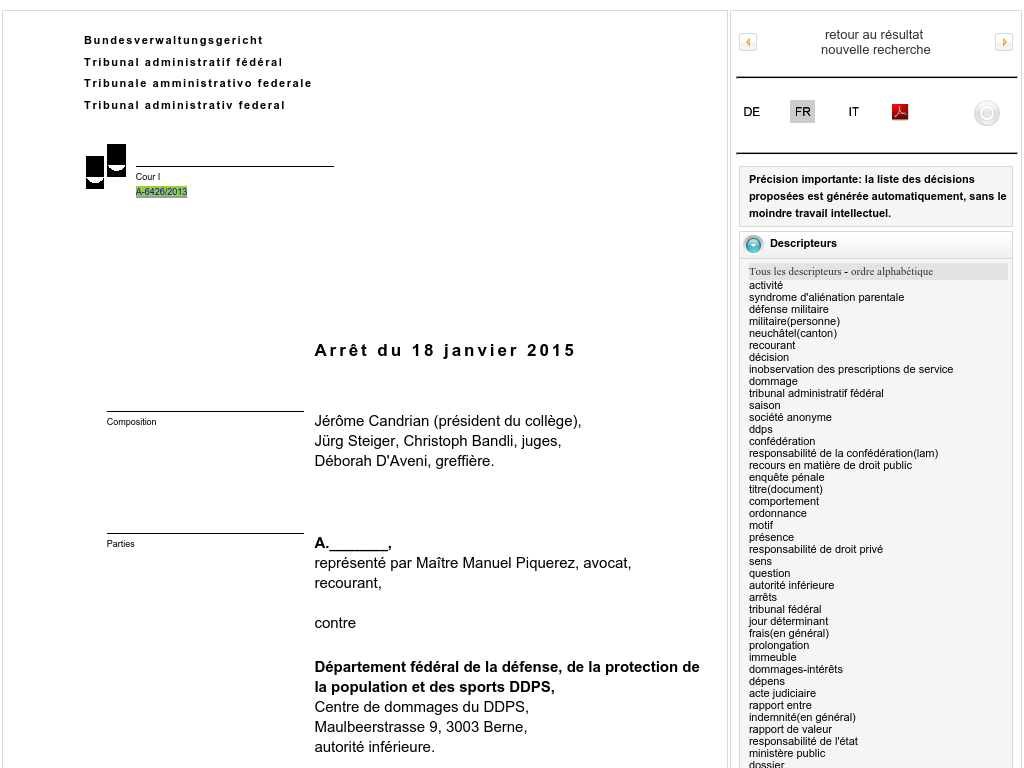 Bundesverwaltungsgericht
Tribunal administratif fédéral
Tribunale amministrativo federale
Tribunal administrativ federal
Cour I
A-6426/2013
Arrêt du 18 janvier 2015
Composition
Jérôme Candrian (président du collège),
Jürg Steiger, Christoph Bandli, juges,
Déborah D'Aveni, greffière.
Parties
A._______,
représenté par Maître Manuel Piquerez, avocat,
recourant,
contre
Département fédéral de la défense, de la protection de
la population et des sports DDPS,
Centre de dommages du DDPS,
Maulbeerstrasse 9, 3003 Berne,
autorité inférieure.
retour au résultat
nouvelle recherche
DE FR IT
Précision importante: la liste des décisions
proposées est générée automatiquement, sans le
moindre travail intellectuel.
Descripteurs
Tous les descripteurs - ordre alphabétique
activité
syndrome d'aliénation parentale
défense militaire
militaire(personne)
neuchâtel(canton)
recourant
décision
inobservation des prescriptions de service
dommage
tribunal administratif fédéral
saison
société anonyme
ddps
confédération
responsabilité de la confédération(lam)
recours en matière de droit public
enquête pénale
titre(document)
comportement
ordonnance
motif
présence
responsabilité de droit privé
sens
question
autorité inférieure
arrêts
tribunal fédéral
jour déterminant
frais(en général)
prolongation
immeuble
dommages-intérêts
dépens
acte judiciaire
rapport entre
indemnité(en général)
rapport de valeur
responsabilité de l'état
ministère public
dossier